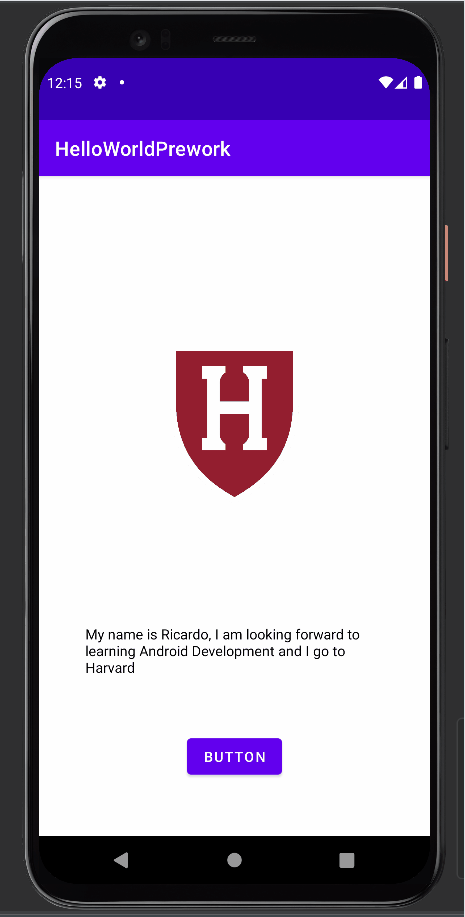 12:15
HelloWorldPrework
H
My name is Ricardo, I am looking forward to
learning Android Development and I go to
Harvard
BUTTON